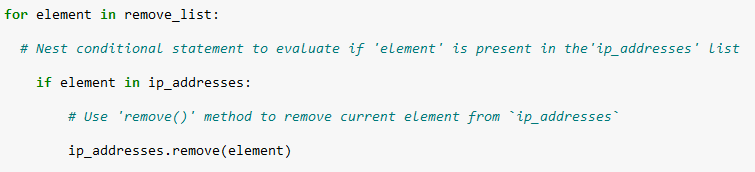 for element in remove_list:
# Nest conditional statement to evaluate if 'element' is present in the'ip_addresses' list
if element in ip_addresses:
# Use 'remove()' method to remove current element from `ip_addresses`
ip_addresses.remove(element)